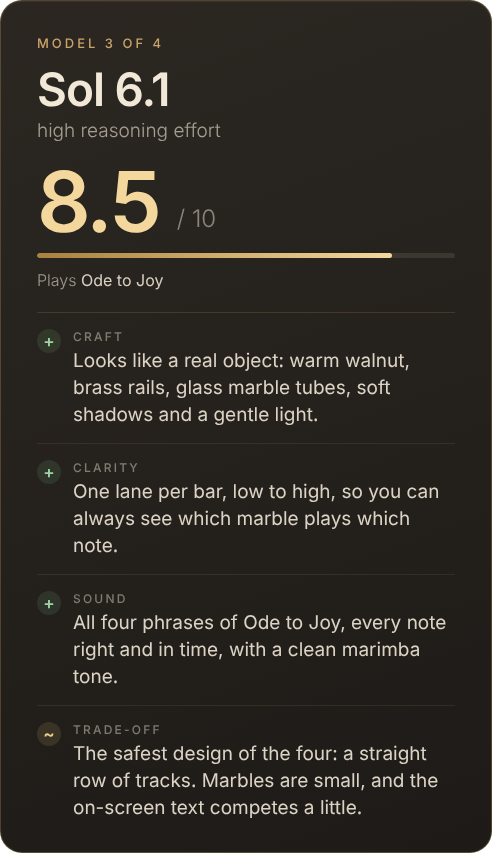 MODEL 3 OF 4
Sol 6.1
high reasoning effort
8.5 / 10
Plays Ode to Joy
+ CRAFT
Looks like a real object: warm walnut,
brass rails, glass marble tubes, soft
shadows and a gentle light.
+ CLARITY
One lane per bar, low to high, so you can
always see which marble plays which
note.
+ SOUND
All four phrases of Ode to Joy, every note
right and in time, with a clean marimba
tone.
~ TRADE-OFF
The safest design of the four: a straight
row of tracks. Marbles are small, and the
on-screen text competes a little.